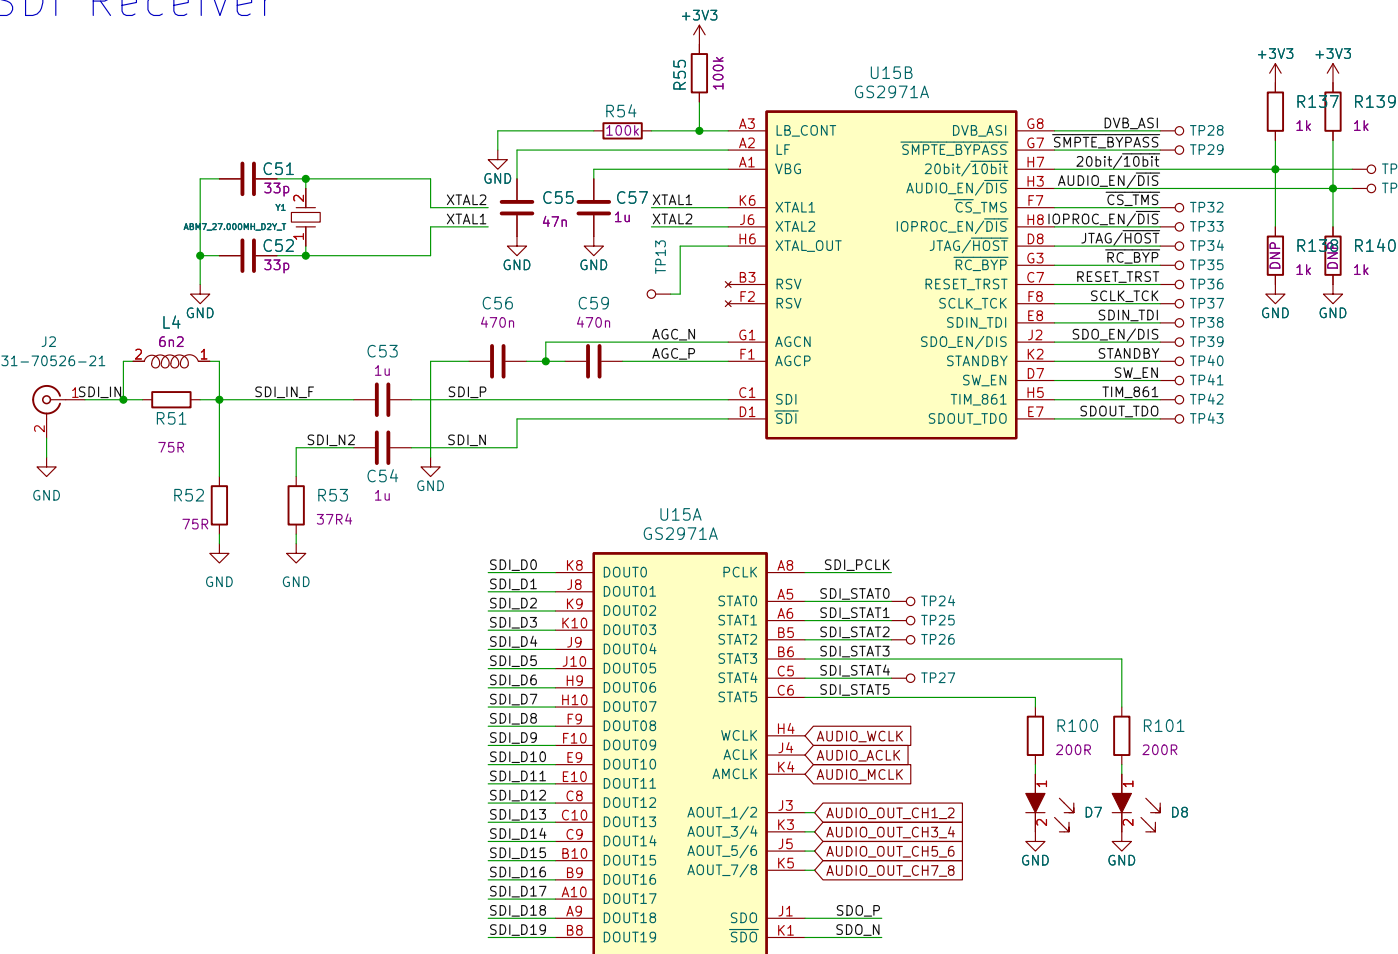 SDI Receiver
+3V3
R55
100k
R54
100k
GND
U15B
GS2971A
A3 LB_CONT
A2 LF
A1 VBG
K6 XTAL1
J6 XTAL2
H6 XTAL_OUT
B3 RSV
F2 RSV
G1 AGCN
F1 AGCP
C1 SDI
D1 SDI
DVB_ASI G8 DVB_ASI TP28
SMPTE_BYPASS G7 SMPTE_BYPASS TP29
20bit/10bit H7 20bit/10bit TP
AUDIO_EN/DIS H3 AUDIO_EN/DIS TP
CS_TMS F7 CS_TMS TP32
IOPROC_EN/DIS H8 IOPROC_EN/DIS TP33
JTAG/HOST D8 JTAG/HOST TP34
RC_BYP G3 RC_BYP TP35
RESET_TRST C7 RESET_TRST TP36
SCLK_TCK F8 SCLK_TCK TP37
SDIN_TDI E8 SDIN_TDI TP38
SDO_EN/DIS J2 SDO_EN/DIS TP39
STANDBY K2 STANDBY TP40
SW_EN D7 SW_EN TP41
TIM_861 H5 TIM_861 TP42
SDOUT_TDO E7 SDOUT_TDO TP43
+3V3 +3V3
R137
1k
R139
1k
R138
1k
DNP
R140
1k
DNP
GND GND
C51
33p
Y1
ABM7_27.000MH_D2Y_T
2
1
C52
33p
GND
XTAL2
XTAL1
C55
47n
GND
C57
1u
GND
XTAL1
XTAL2
TP13
C56
470n
C59
470n
AGC_N
AGC_P
GND
J2
31-70526-21
1
2
GND
SDI_IN
L4
6n2
2 1
R51
75R
SDI_IN_F
C53
1u
SDI_P
SDI_N2
C54
1u
SDI_N
R52
75R
GND
R53
37R4
GND
U15A
GS2971A
SDI_D0 K8 DOUT0
SDI_D1 J8 DOUT01
SDI_D2 K9 DOUT02
SDI_D3 K10 DOUT03
SDI_D4 J9 DOUT04
SDI_D5 J10 DOUT05
SDI_D6 H9 DOUT06
SDI_D7 H10 DOUT07
SDI_D8 F9 DOUT08
SDI_D9 F10 DOUT09
SDI_D10 E9 DOUT10
SDI_D11 E10 DOUT11
SDI_D12 C8 DOUT12
SDI_D13 C10 DOUT13
SDI_D14 C9 DOUT14
SDI_D15 B10 DOUT15
SDI_D16 B9 DOUT16
SDI_D17 A10 DOUT17
SDI_D18 A9 DOUT18
SDI_D19 B8 DOUT19
PCLK A8 SDI_PCLK
STAT0 A5 SDI_STAT0 TP24
STAT1 A6 SDI_STAT1 TP25
STAT2 B5 SDI_STAT2 TP26
STAT3 B6 SDI_STAT3
STAT4 C5 SDI_STAT4 TP27
STAT5 C6 SDI_STAT5
WCLK H4 AUDIO_WCLK
ACLK J4 AUDIO_ACLK
AMCLK K4 AUDIO_MCLK
AOUT_1/2 J3 AUDIO_OUT_CH1_2
AOUT_3/4 K3 AUDIO_OUT_CH3_4
AOUT_5/6 J5 AUDIO_OUT_CH5_6
AOUT_7/8 K5 AUDIO_OUT_CH7_8
SDO J1 SDO_P
SDO K1 SDO_N
R100
200R
R101
200R
1
2
D7
1
2
D8
GND GND